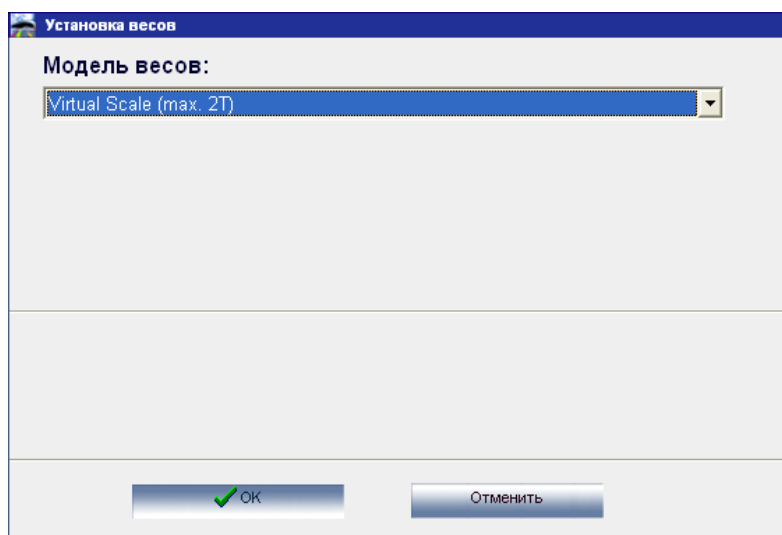 Установка весов
Модель весов:
Virtual Scale (max. 2T)
OK
Отменить